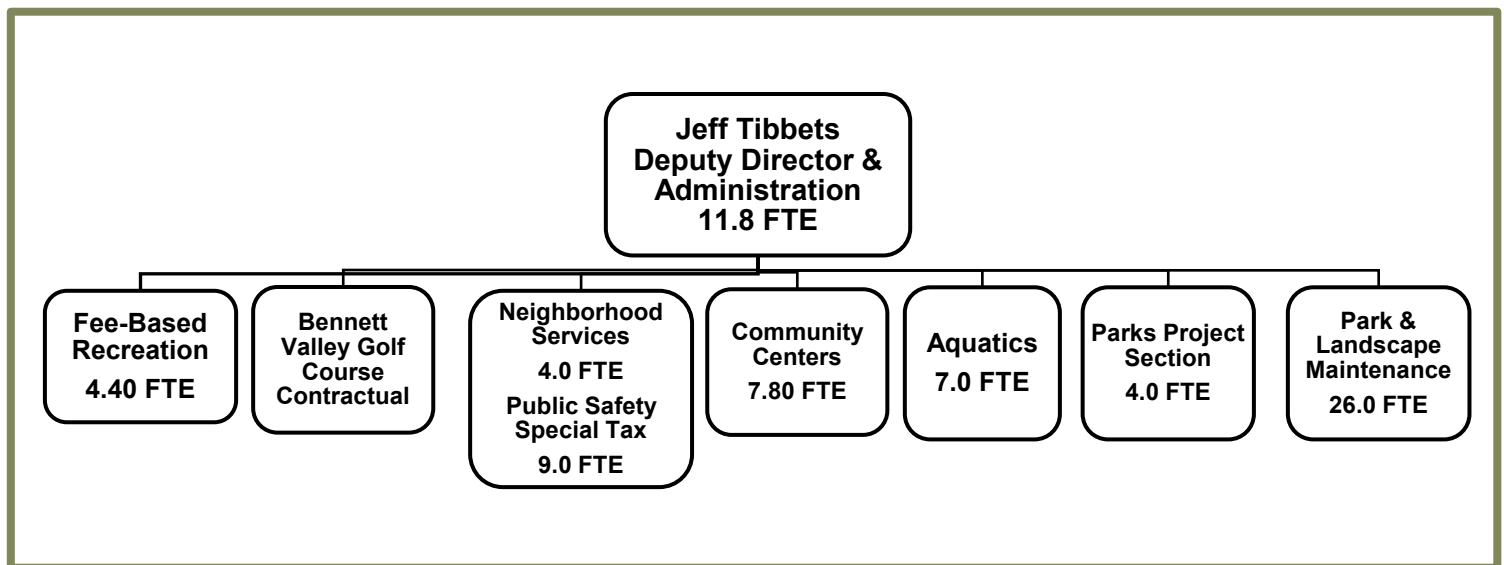 Jeff Tibbets
Deputy Director &
Administration
11.8 FTE
Fee-Based
Recreation
4.40 FTE
Bennett
Valley Golf
Course
Contractual
Neighborhood
Services
4.0 FTE
Public Safety
Special Tax
9.0 FTE
Community
Centers
7.80 FTE
Aquatics
7.0 FTE
Parks Project
Section
4.0 FTE
Park &
Landscape
Maintenance
26.0 FTE